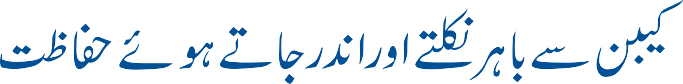 کیبن سے باہر نکلتے اور اندر جاتے ہوئے حفاظت